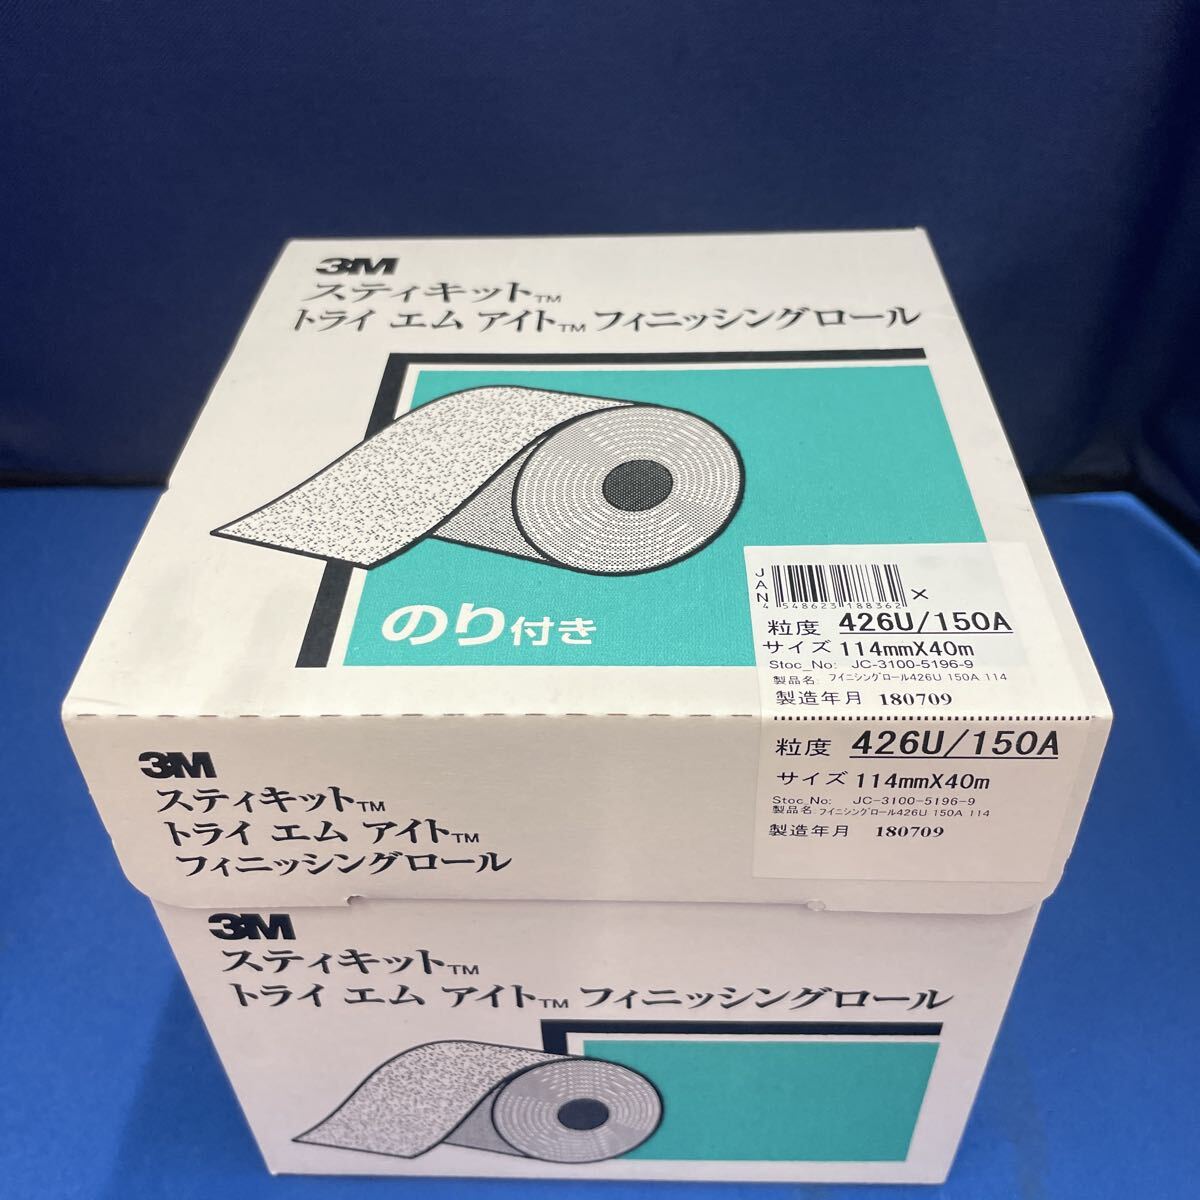 3M
スティキット™
トライ エム アイト™ フィニッシングロール
のり付き
JAN
4 548623 188362
×
粒度 426U/150A
サイズ 114mmX40m
Stoc_No: JC-3100-5196-9
製品名: フイニシングロール426U 150A 114
製造年月 180709
粒度 426U/150A
サイズ 114mmX40m
Stoc_No: JC-3100-5196-9
製品名: フイニシングロール426U 150A 114
製造年月 180709
3M
スティキット™
トライ エム アイト™
フィニッシングロール
3M
スティキット™
トライ エム アイト™ フィニッシングロール